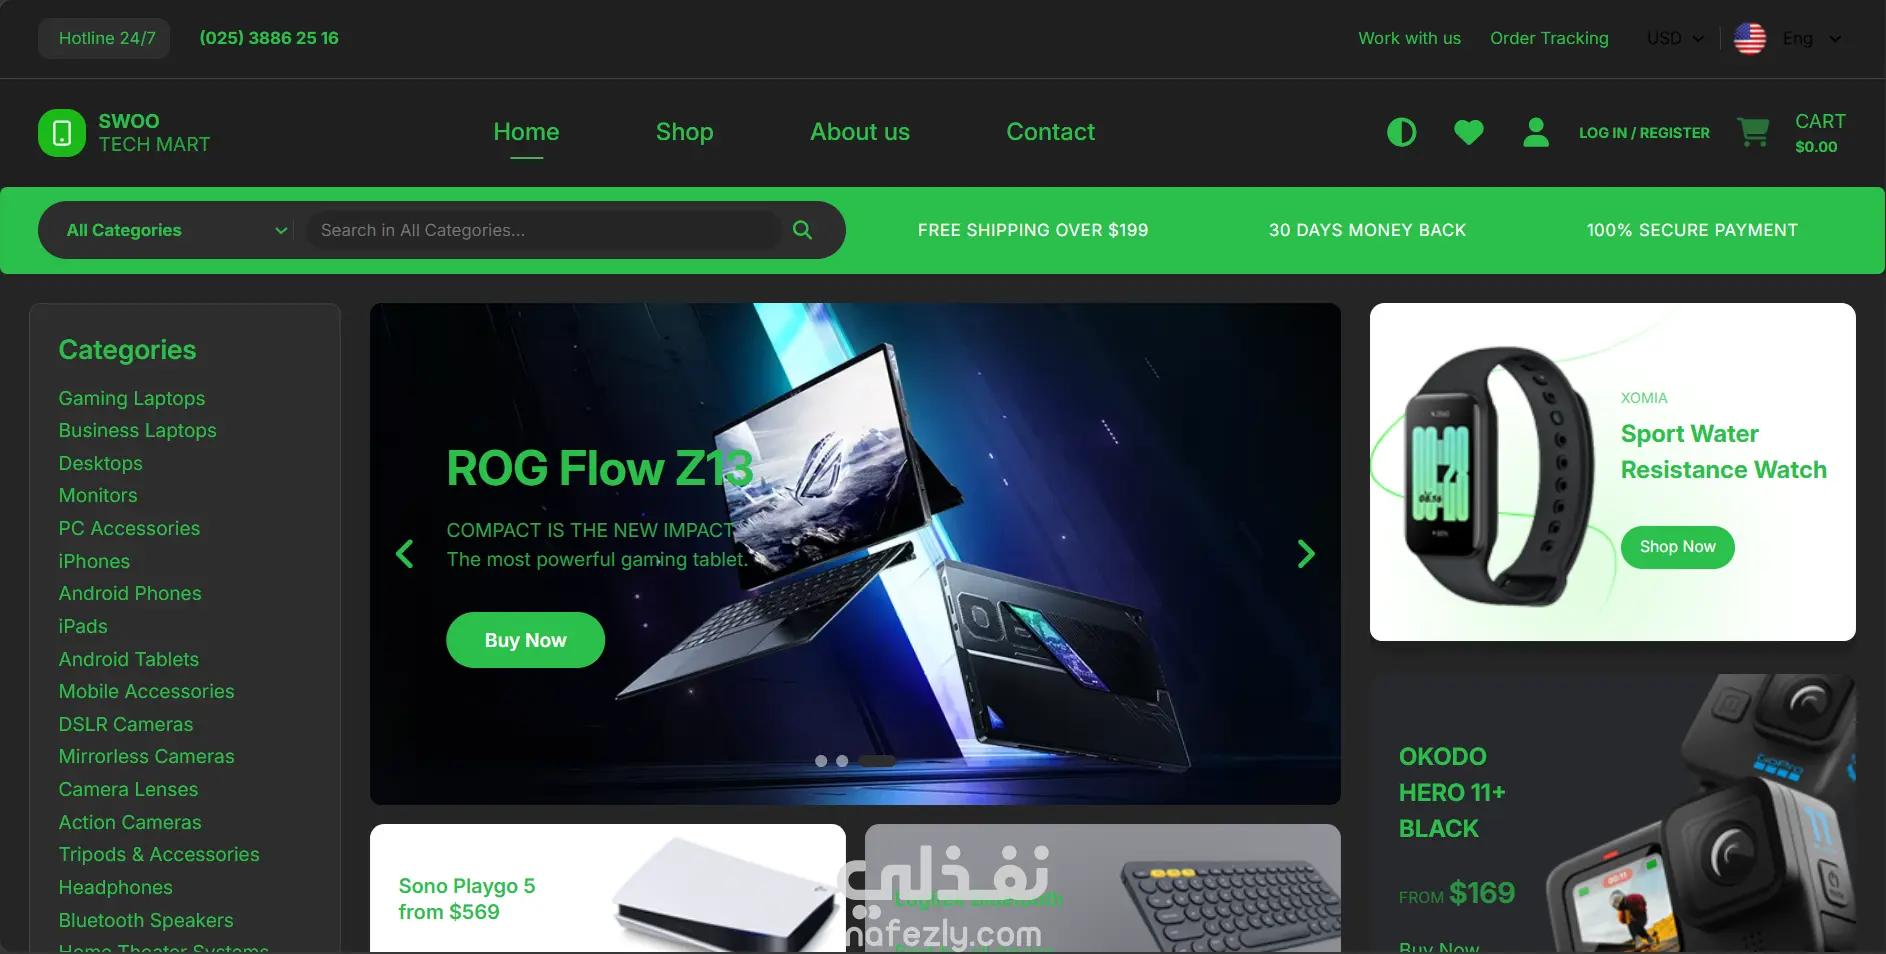 Hotline 24/7
(025) 3886 25 16
Work with us
Order Tracking
USD
Eng
SWOO
TECH MART
Home
Shop
About us
Contact
LOG IN / REGISTER
CART
$0.00
All Categories
Search in All Categories...
FREE SHIPPING OVER $199
30 DAYS MONEY BACK
100% SECURE PAYMENT
Categories
Gaming Laptops
Business Laptops
Desktops
Monitors
PC Accessories
iPhones
Android Phones
iPads
Android Tablets
Mobile Accessories
DSLR Cameras
Mirrorless Cameras
Camera Lenses
Action Cameras
Tripods & Accessories
Headphones
Bluetooth Speakers
Home Theater Systems
ROG Flow Z13
COMPACT IS THE NEW IMPACT
The most powerful gaming tablet.
Buy Now
XOMIA
Sport Water
Resistance Watch
Shop Now
OKODO
HERO 11+
BLACK
FROM $169
Buy Now
GoPro
Sono Playgo 5
from $569
نفذلي
nafezly.com